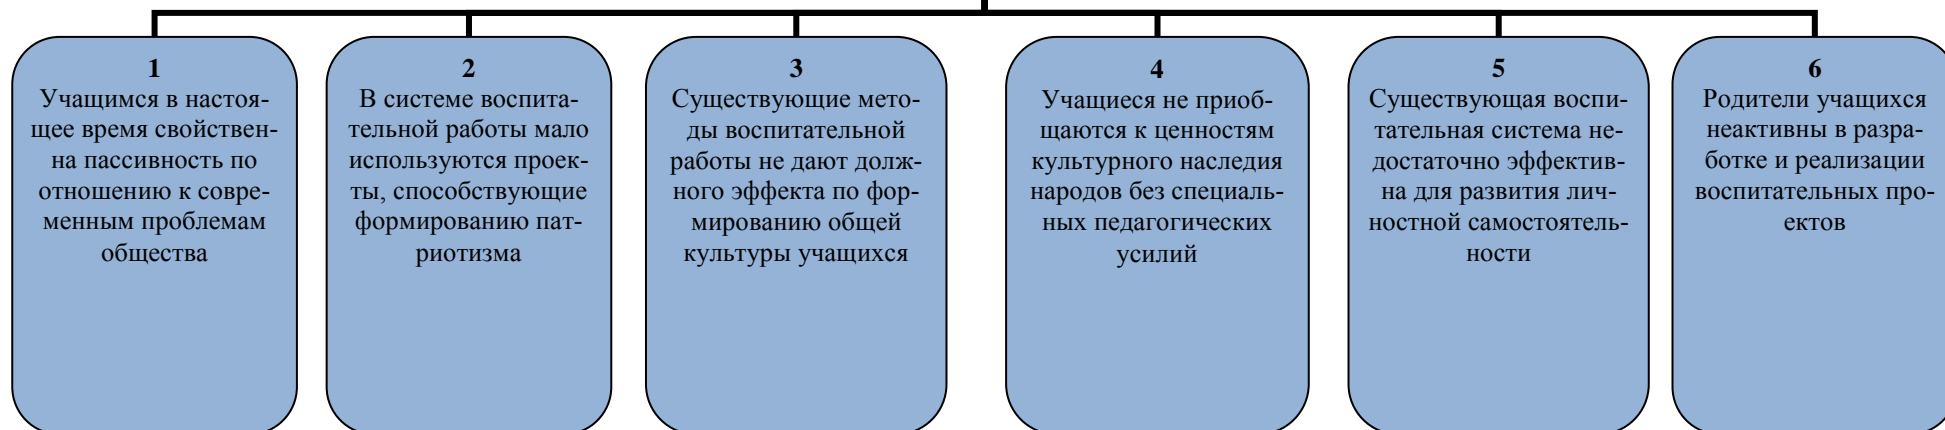 1
Учащимся в настоя-
щее время свойствен-
на пассивность по
отношению к совре-
менным проблемам
общества
2
В системе воспита-
тельной работы мало
используются проек-
ты, способствующие
формированию пат-
риотизма
3
Существующие мето-
ды воспитательной
работы не дают долж-
ного эффекта по фор-
мированию общей
культуры учащихся
4
Учащиеся не приоб-
щаются к ценностям
культурного наследия
народов без специаль-
ных педагогических
усилий
5
Существующая воспи-
тательная система не-
достаточно эффектив-
на для развития лич-
ностной самостоятель-
ности
6
Родители учащихся
неактивны в разра-
ботке и реализации
воспитательных про-
ектов